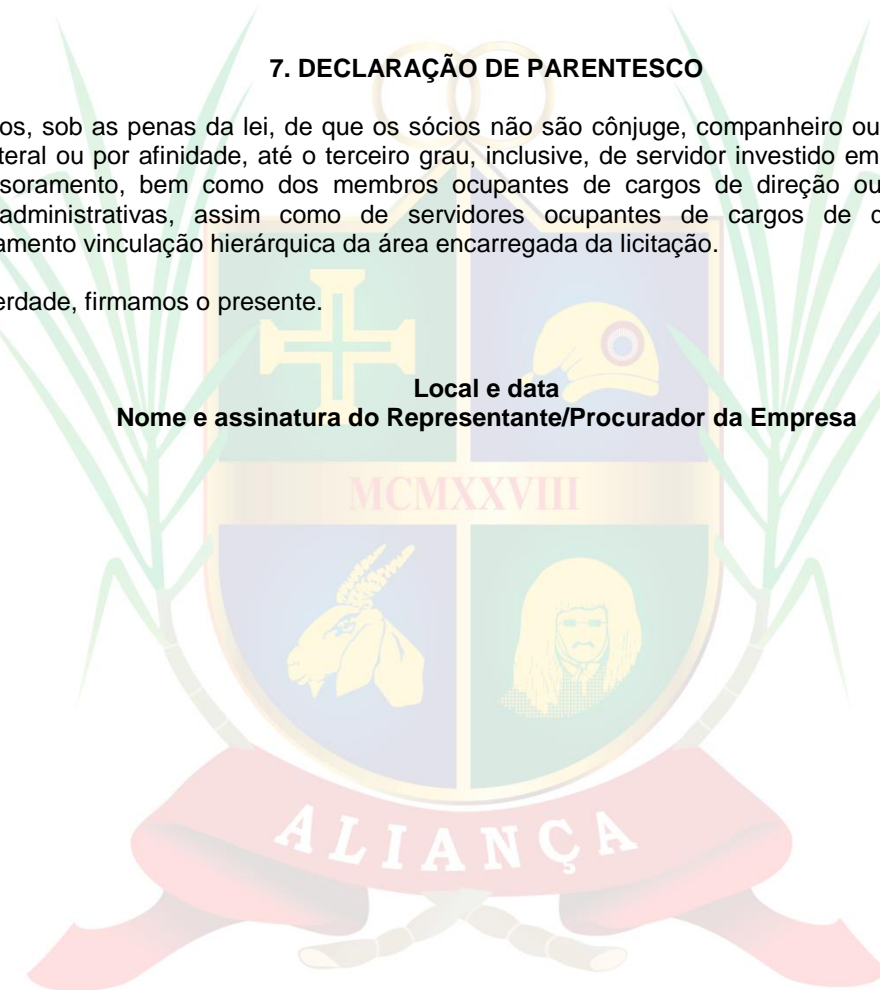 7. DECLARAÇÃO DE PARENTESCO
os, sob as penas da lei, de que os sócios não são cônjuge, companheiro ou
teral ou por afinidade, até o terceiro grau, inclusive, de servidor investido em
soramento, bem como dos membros ocupantes de cargos de direção ou
administrativas, assim como de servidores ocupantes de cargos de
amento vinculação hierárquica da área encarregada da licitação.
erdade, firmamos o presente.
Local e data
Nome e assinatura do Representante/Procurador da Empresa
MCMXXVIII
ALIANÇA